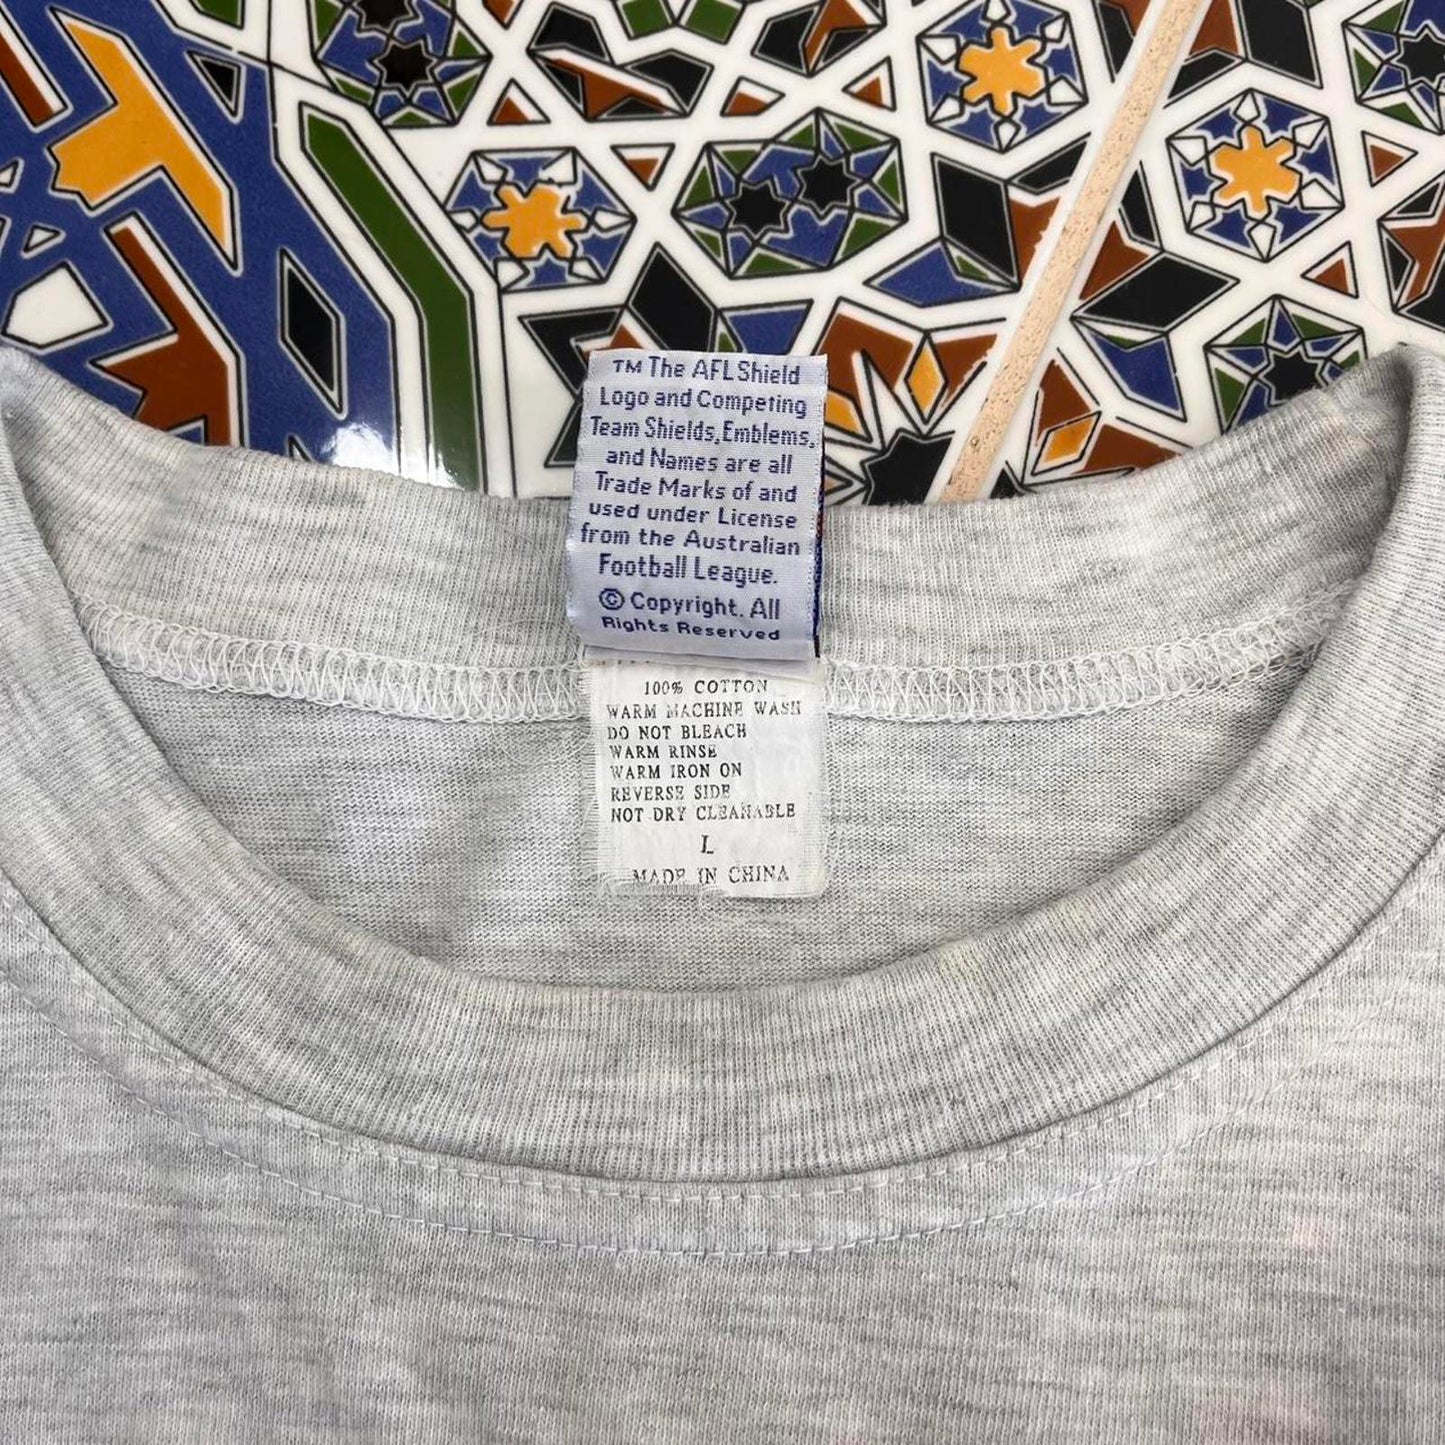 ™ The AFL Shield
Logo and Competing
Team Shields, Emblems,
and Names are all
Trade Marks of and
used under License
from the Australian
Football League.
© Copyright. All
Rights Reserved
100% COTTON
WARM MACHINE WASH
DO NOT BLEACH
WARM RINSE
WARM IRON ON
REVERSE SIDE
NOT DRY CLEANABLE
L
MADE IN CHINA